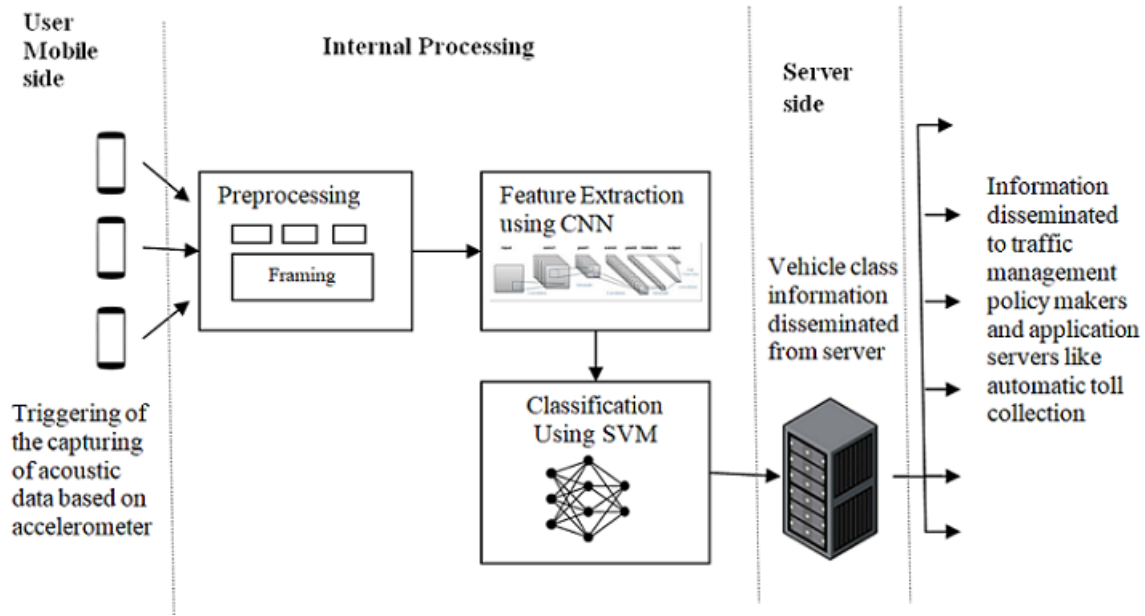 User
Mobile
side
Internal Processing
Server
side
Preprocessing
Framing
Feature Extraction
using CNN
Classification
Using SVM
Triggering of
the capturing
of acoustic
data based on
accelerometer
Vehicle class
information
disseminated
from server
Information
disseminated
to traffic
management
policy makers
and application
servers like
automatic toll
collection